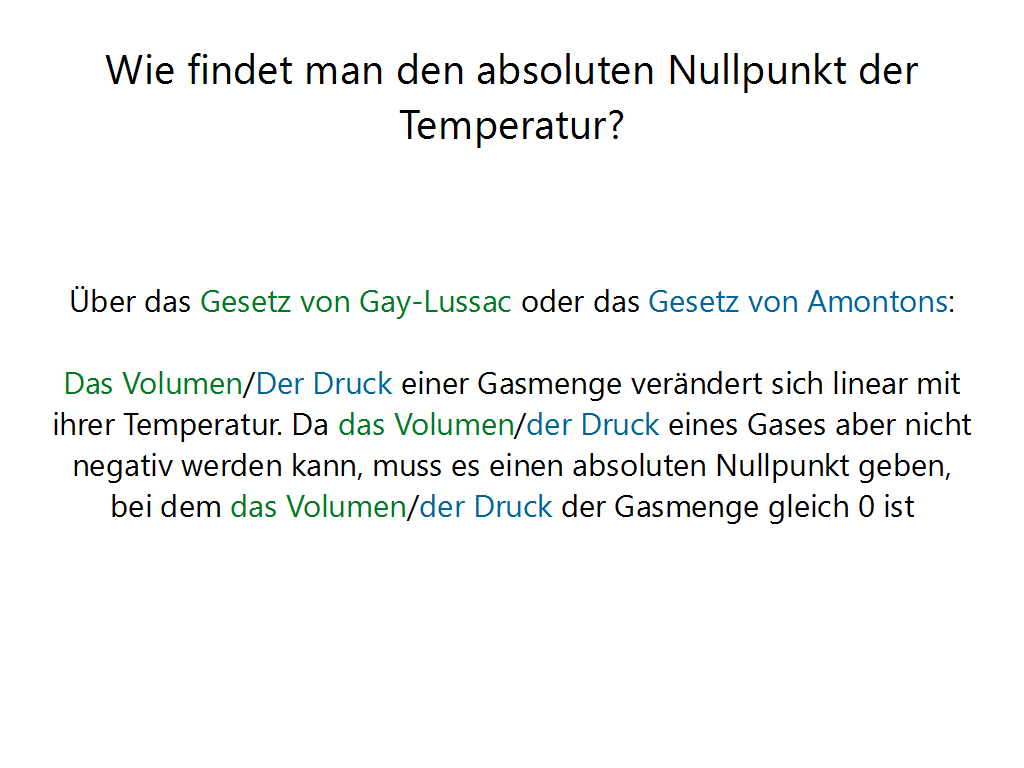 Wie findet man den absoluten Nullpunkt der
Temperatur?
Über das Gesetz von Gay-Lussac oder das Gesetz von Amontons:
Das Volumen/Der Druck einer Gasmenge verändert sich linear mit
ihrer Temperatur. Da das Volumen/der Druck eines Gases aber nicht
negativ werden kann, muss es einen absoluten Nullpunkt geben,
bei dem das Volumen/der Druck der Gasmenge gleich 0 ist